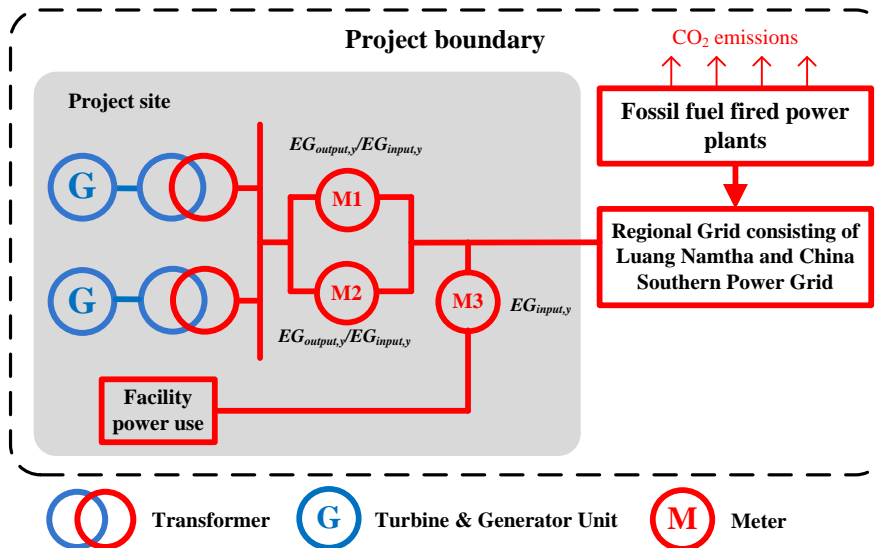 Project boundary
CO2 emissions
Project site
Fossil fuel fired power
plants
EGoutput,y/EGinput,y
G
M1
Regional Grid consisting of
Luang Namtha and China
Southern Power Grid
G
M2
M3
EGinput,y
EGoutput,y/EGinput,y
Facility
power use
Transformer
G
Turbine & Generator Unit
M
Meter